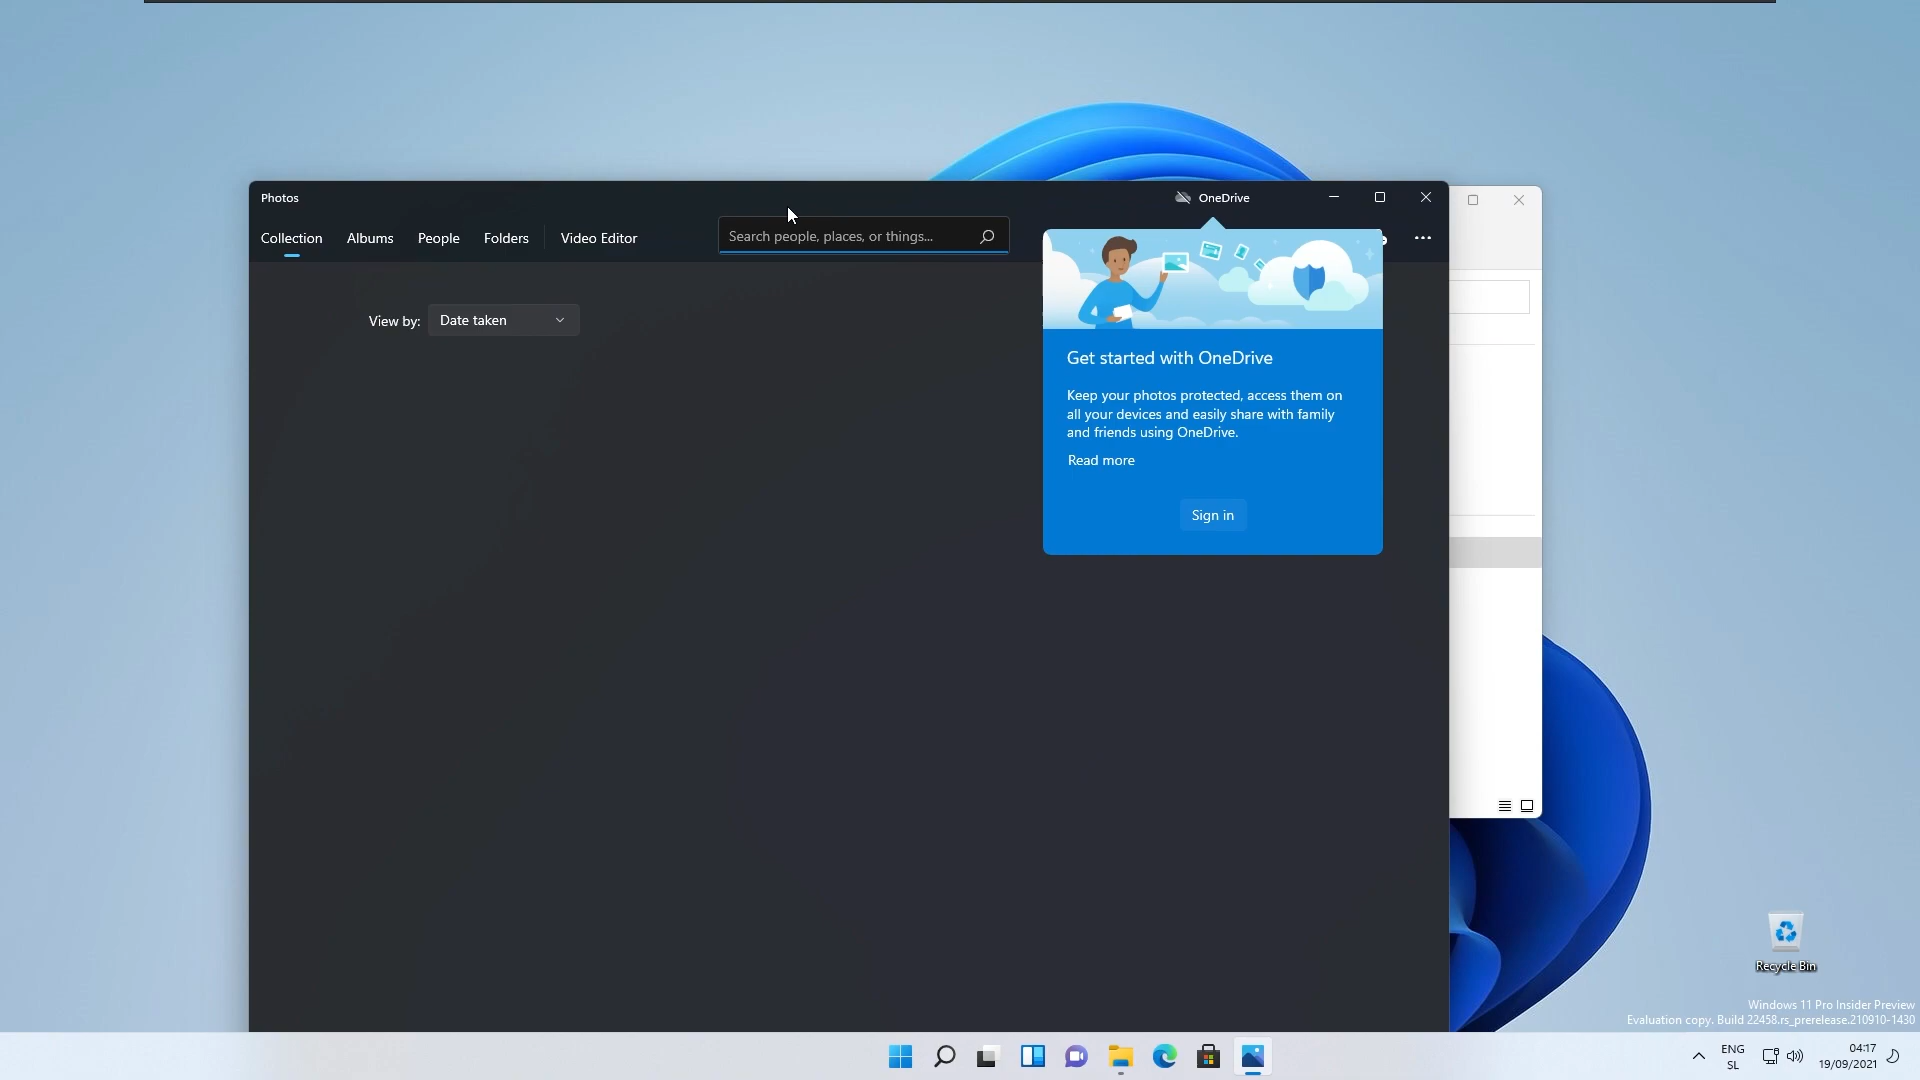 Photos
OneDrive
Collection
Albums
People
Folders
Video Editor
Search people, places, or things...
View by:
Date taken
Get started with OneDrive
Keep your photos protected, access them on
all your devices and easily share with family
and friends using OneDrive.
Read more
Sign in
Recycle Bin
Windows 11 Pro Insider Preview
Evaluation copy. Build 22458.rs_prerelease.210910-1430
ENG
SL
04:17
19/09/2021